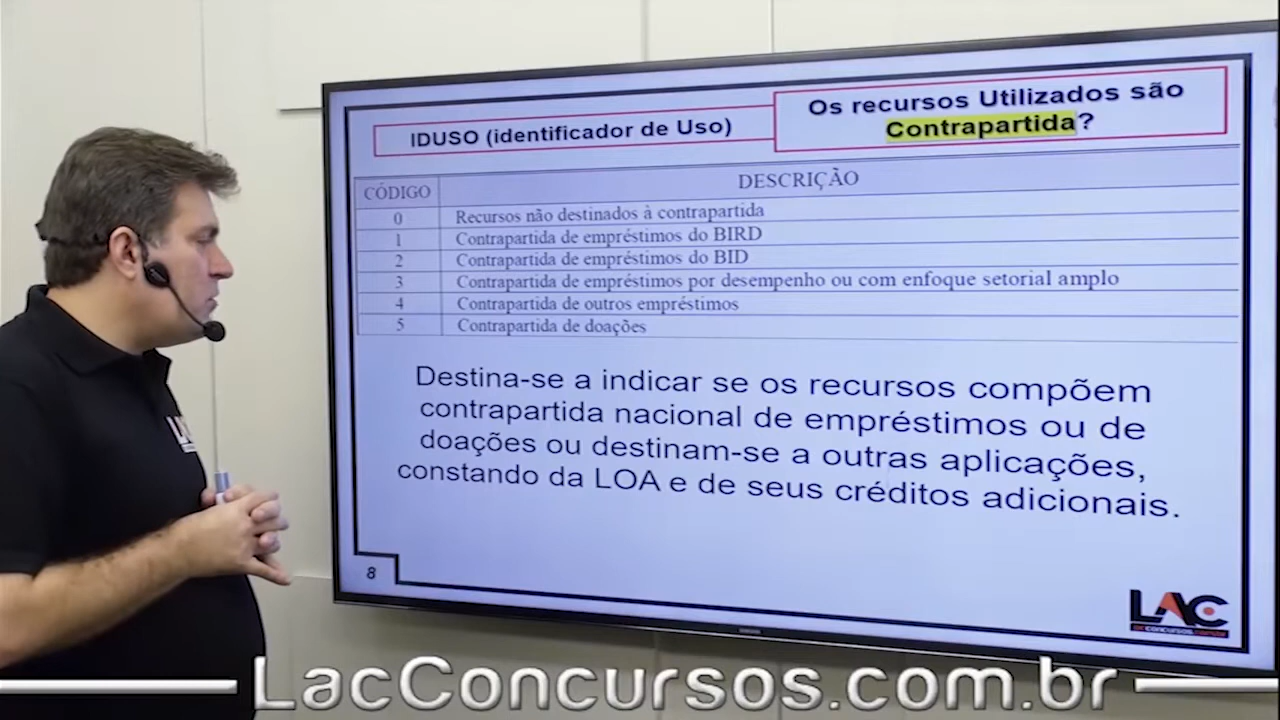 IDUSO (identificador de Uso)
Os recursos Utilizados são
Contrapartida?
CÓDIGO DESCRIÇÃO
0 Recursos não destinados à contrapartida
1 Contrapartida de empréstimos do BIRD
2 Contrapartida de empréstimos do BID
3 Contrapartida de empréstimos por desempenho ou com enfoque setorial amplo
4 Contrapartida de outros empréstimos
5 Contrapartida de doações
Destina-se a indicar se os recursos compõem
contrapartida nacional de empréstimos ou de
doações ou destinam-se a outras aplicações,
constando da LOA e de seus créditos adicionais.
8
LAC
LacConcursos.com.br